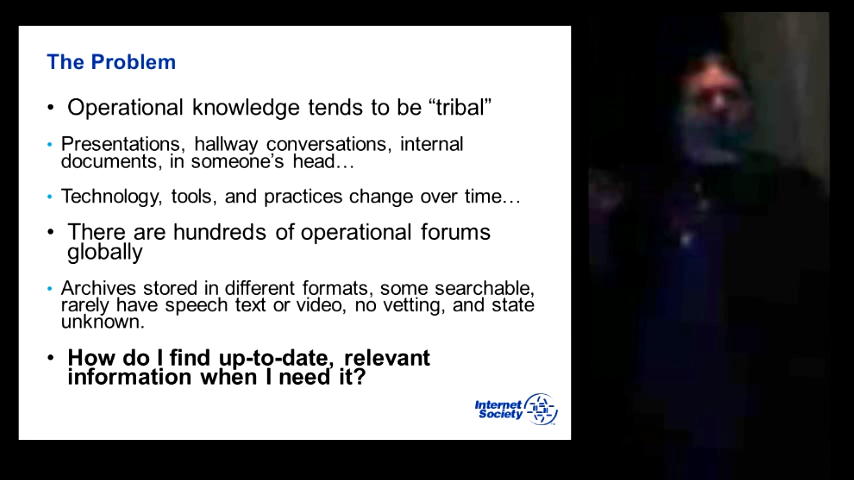 The Problem
• Operational knowledge tends to be “tribal”
• Presentations, hallway conversations, internal
documents, in someone’s head…
• Technology, tools, and practices change over time…
• There are hundreds of operational forums
globally
• Archives stored in different formats, some searchable,
rarely have speech text or video, no vetting, and state
unknown.
• How do I find up-to-date, relevant
information when I need it?
Internet
Society